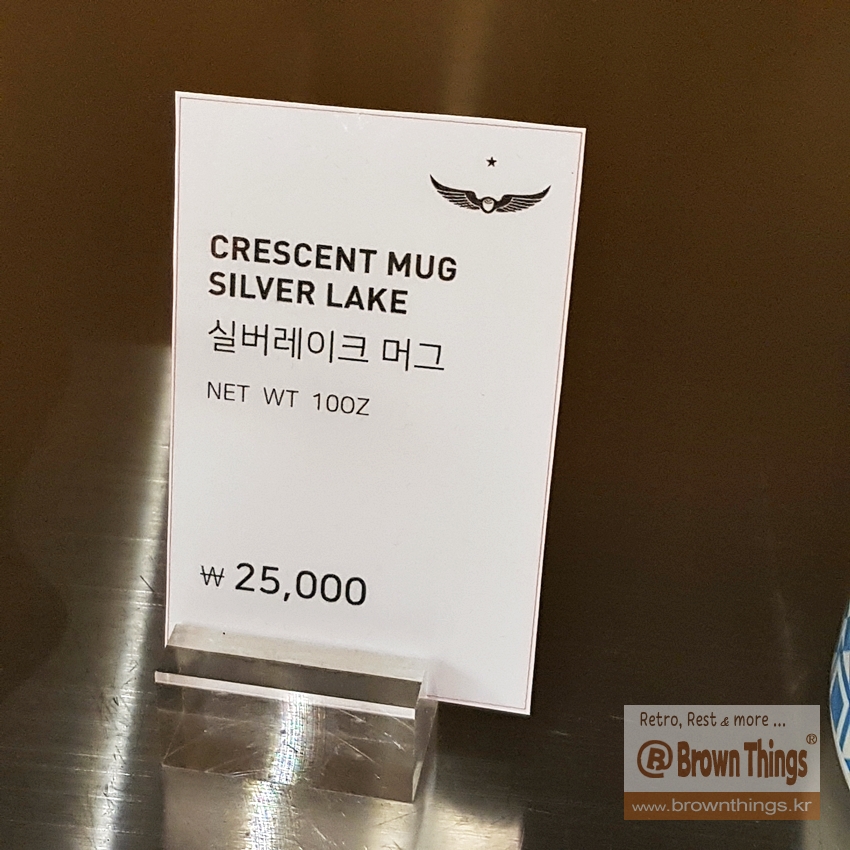 CRESCENT MUG
SILVER LAKE
실버레이크 머그
NET WT 10OZ
₩ 25,000
Retro, Rest & more ...
® Brown Things®
www.brownthings.kr